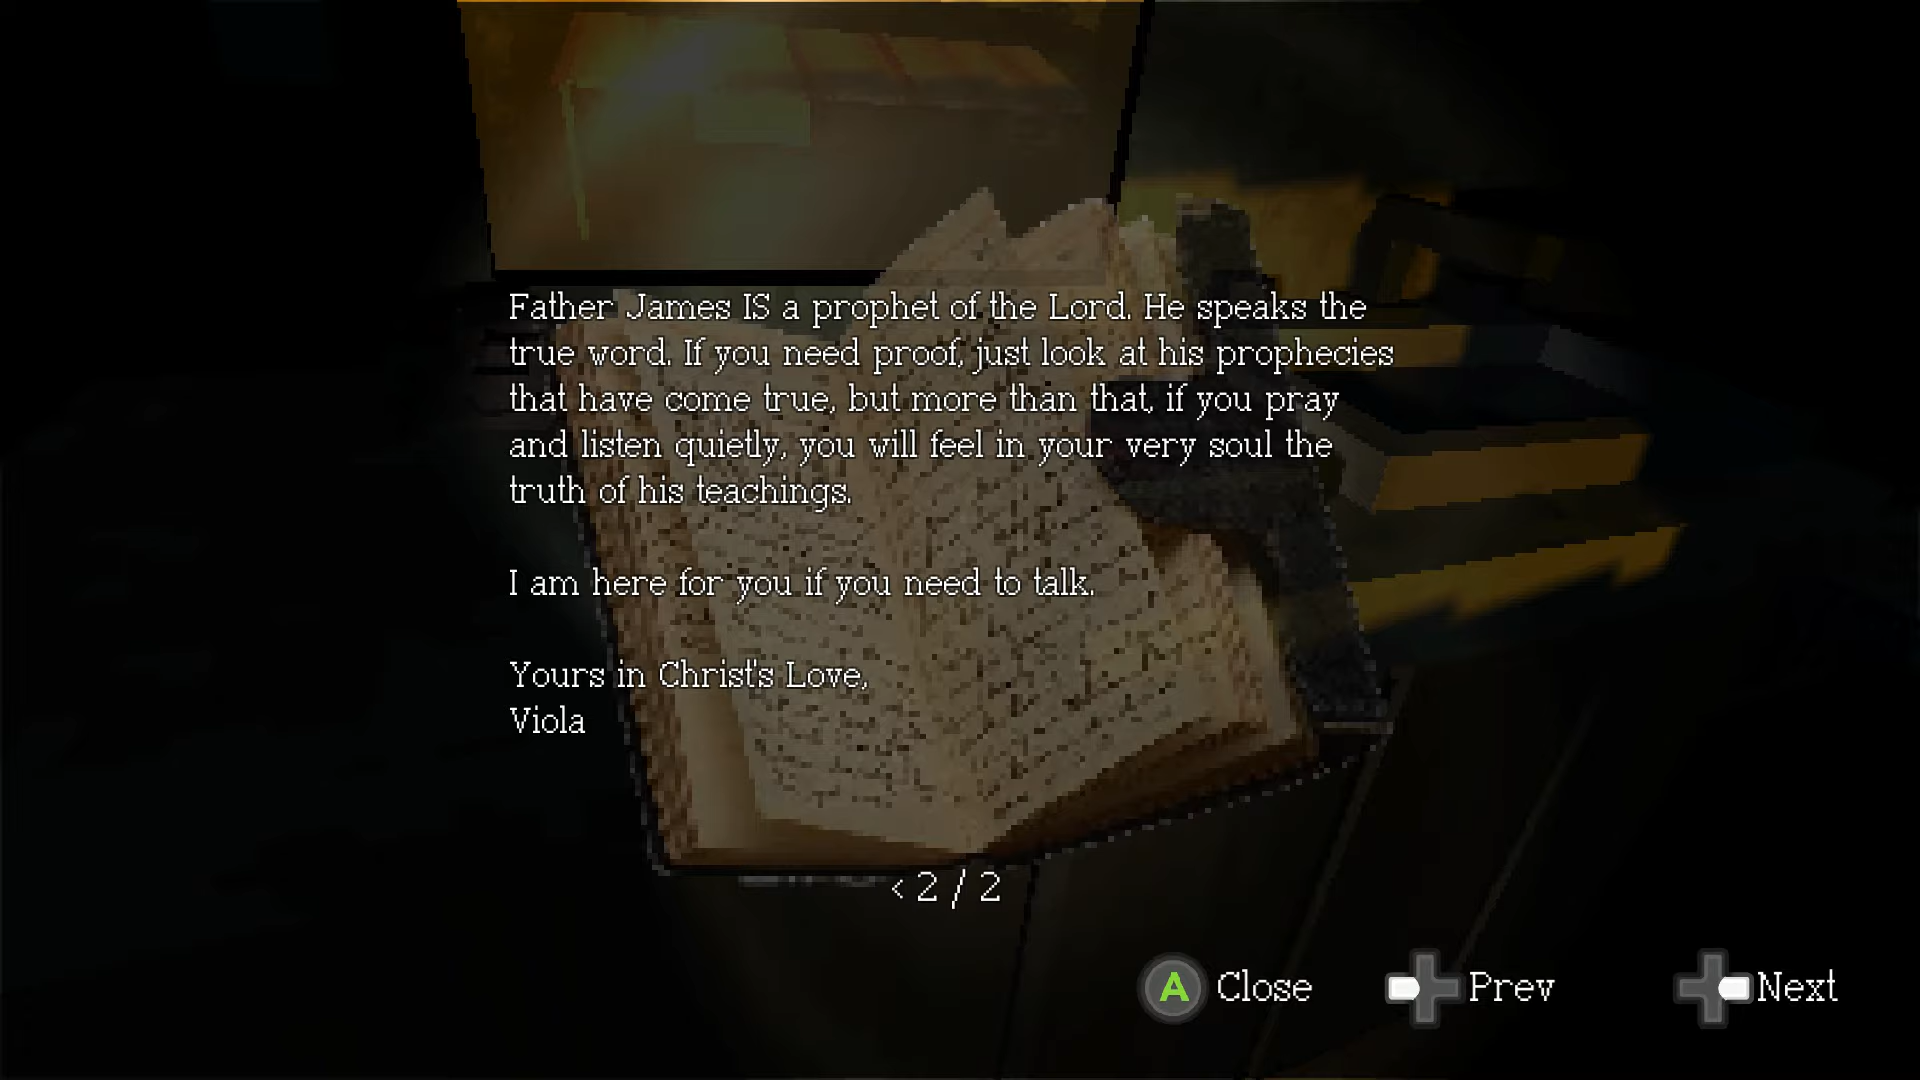 Father James IS a prophet of the Lord. He speaks the
true word. If you need proof, just look at his prophecies
that have come true, but more than that, if you pray
and listen quietly, you will feel in your very soul the
truth of his teachings.
I am here for you if you need to talk.
Yours in Christ's Love,
Viola
< 2 / 2
A Close
Prev
Next